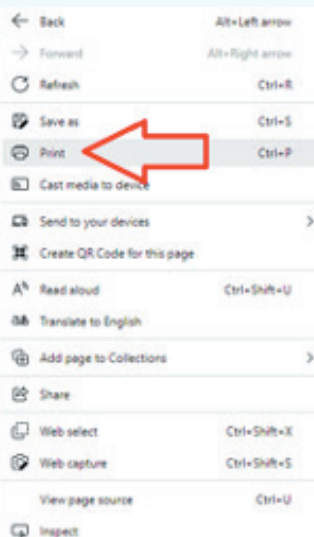 Back Alt+Left arrow
Forward Alt+Right arrow
Refresh Ctrl+R
Save as Ctrl+S
Print Ctrl+P
Cast media to device
Send to your devices
Create QR Code for this page
Read aloud Ctrl+Shift+U
Translate to English
Add page to Collections
Share
Web select Ctrl+Shift+X
Web capture Ctrl+Shift+S
View page source Ctrl+U
Inspect